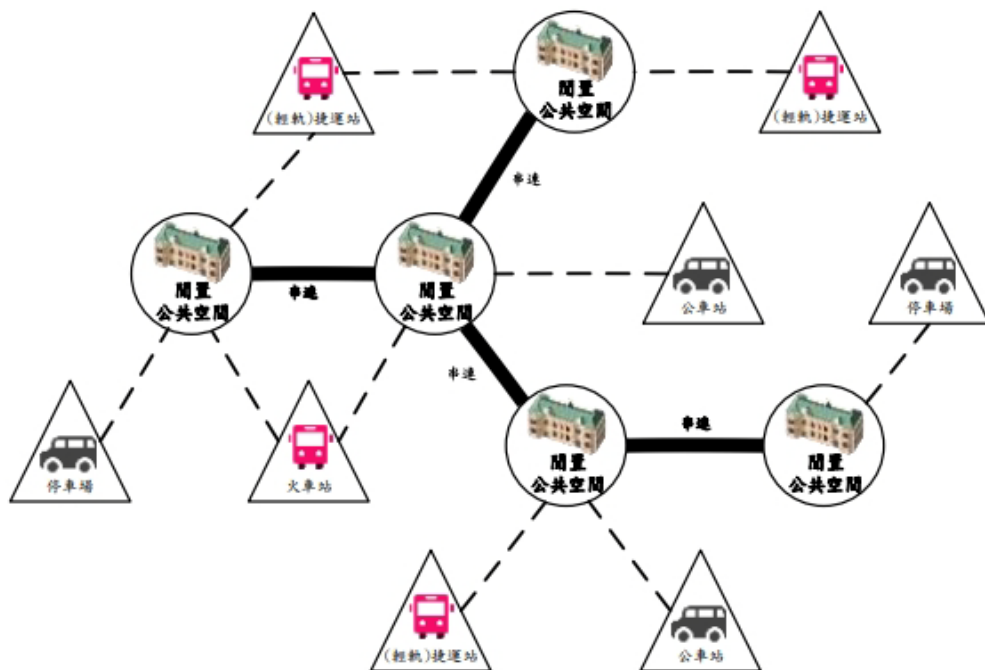 閒置
公共空間
(輕軌)捷運站
(輕軌)捷運站
串連
閒置
公共空間
串連
閒置
公共空間
公車站
停車場
串連
停車場
火車站
閒置
公共空間
串連
閒置
公共空間
(輕軌)捷運站
公車站